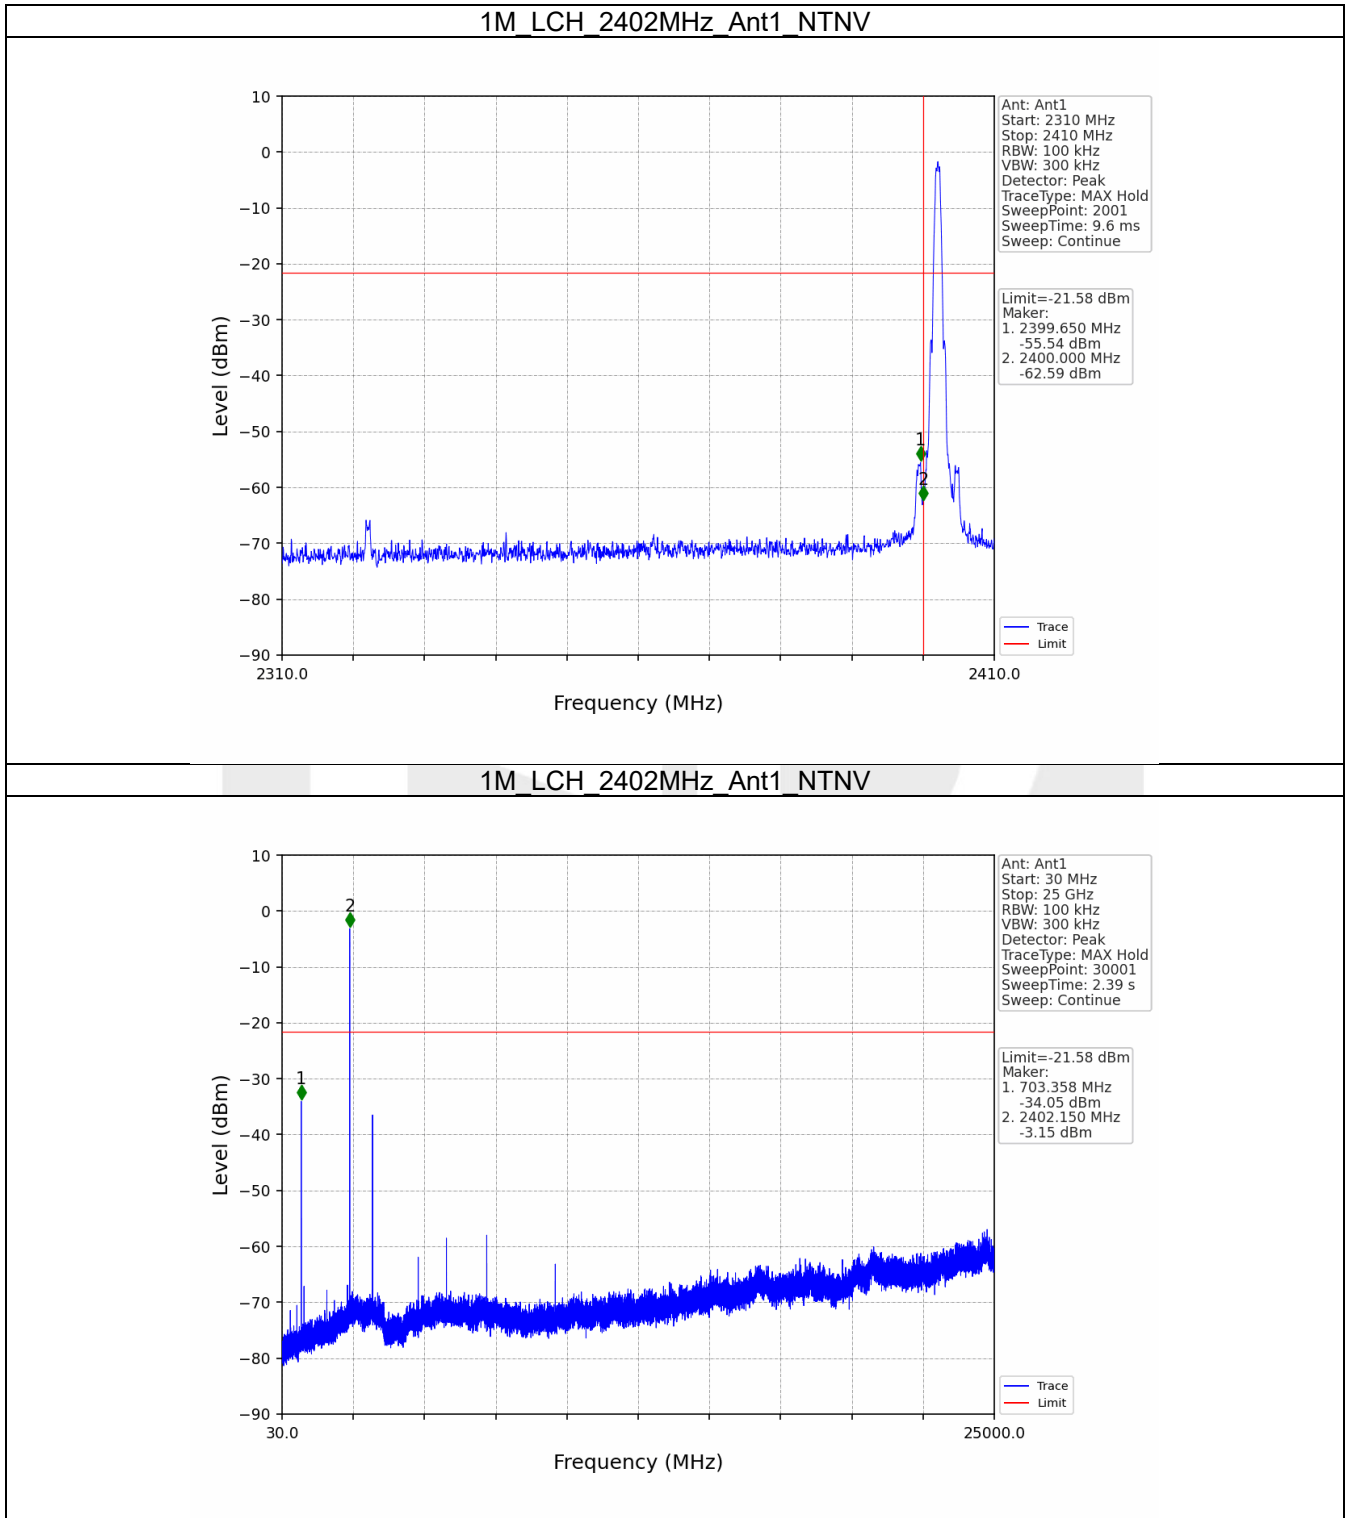 1M_LCH_2402MHz_Ant1_NTNV
10
0
−10
−20
−30
−40
−50
−60
−70
−80
−90
Level (dBm)
2310.0
2410.0
Frequency (MHz)
1
2
Ant: Ant1
Start: 2310 MHz
Stop: 2410 MHz
RBW: 100 kHz
VBW: 300 kHz
Detector: Peak
TraceType: MAX Hold
SweepPoint: 2001
SweepTime: 9.6 ms
Sweep: Continue
Limit=-21.58 dBm
Maker:
1. 2399.650 MHz
-55.54 dBm
2. 2400.000 MHz
-62.59 dBm
Trace
Limit
1M_LCH_2402MHz_Ant1_NTNV
10
0
−10
−20
−30
−40
−50
−60
−70
−80
−90
Level (dBm)
30.0
25000.0
Frequency (MHz)
1
2
Ant: Ant1
Start: 30 MHz
Stop: 25 GHz
RBW: 100 kHz
VBW: 300 kHz
Detector: Peak
TraceType: MAX Hold
SweepPoint: 30001
SweepTime: 2.39 s
Sweep: Continue
Limit=-21.58 dBm
Maker:
1. 703.358 MHz
-34.05 dBm
2. 2402.150 MHz
-3.15 dBm
Trace
Limit